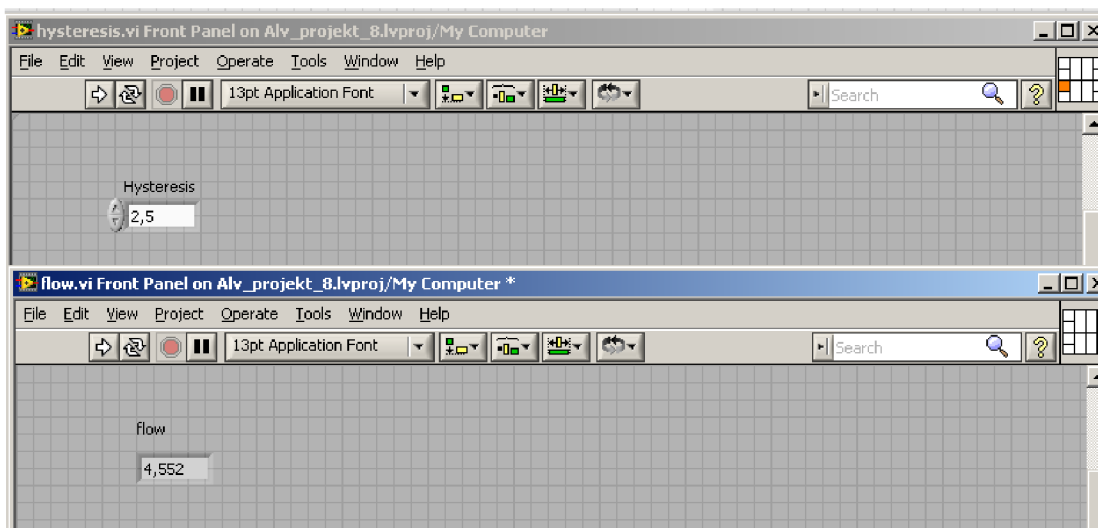 hysteresis.vi Front Panel on Alv_projekt_8.lvproj/My Computer
File Edit View Project Operate Tools Window Help
13pt Application Font Search
Hysteresis
2,5
flow.vi Front Panel on Alv_projekt_8.lvproj/My Computer *
File Edit View Project Operate Tools Window Help
13pt Application Font Search
flow
4,552